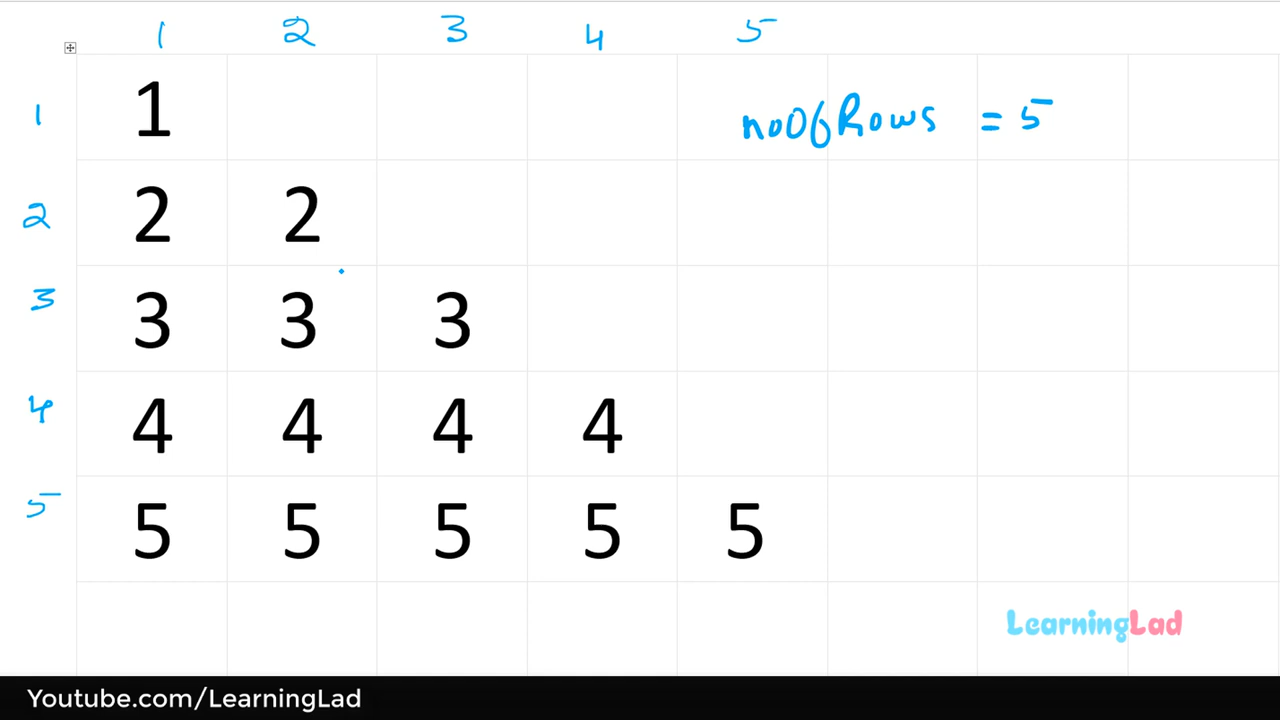 1 2 3 4 5
1 1 noOfRows = 5
2 2 2
3 3 3 3
4 4 4 4 4
5 5 5 5 5 5
LearningLad
Youtube.com/LearningLad